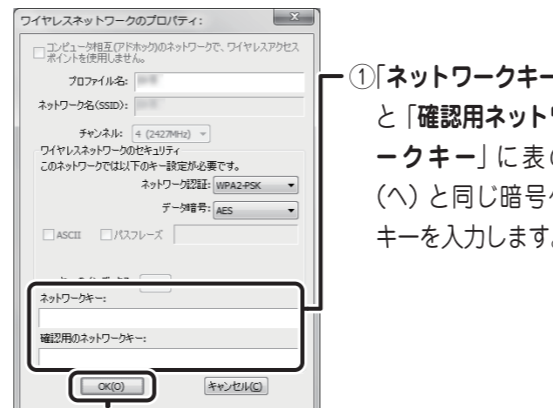 ワイヤレスネットワークのプロパティ:
コンピュータ相互(アドホック)のネットワークで、ワイヤレスアクセス
ポイントを使用しません。
プロファイル名:
ネットワーク名(SSID):
チャンネル: 4 (2427MHz)
ワイヤレスネットワークのセキュリティ
このネットワークでは以下のキー設定が必要です。
ネットワーク認証: WPA2-PSK
データ暗号: AES
ASCII パスフレーズ
ネットワークキー:
確認用のネットワークキー:
OK(O) キャンセル(C)
①「ネットワークキー
と「確認用ネット
ークキー」に表
(へ)と同じ暗号
キーを入力します。